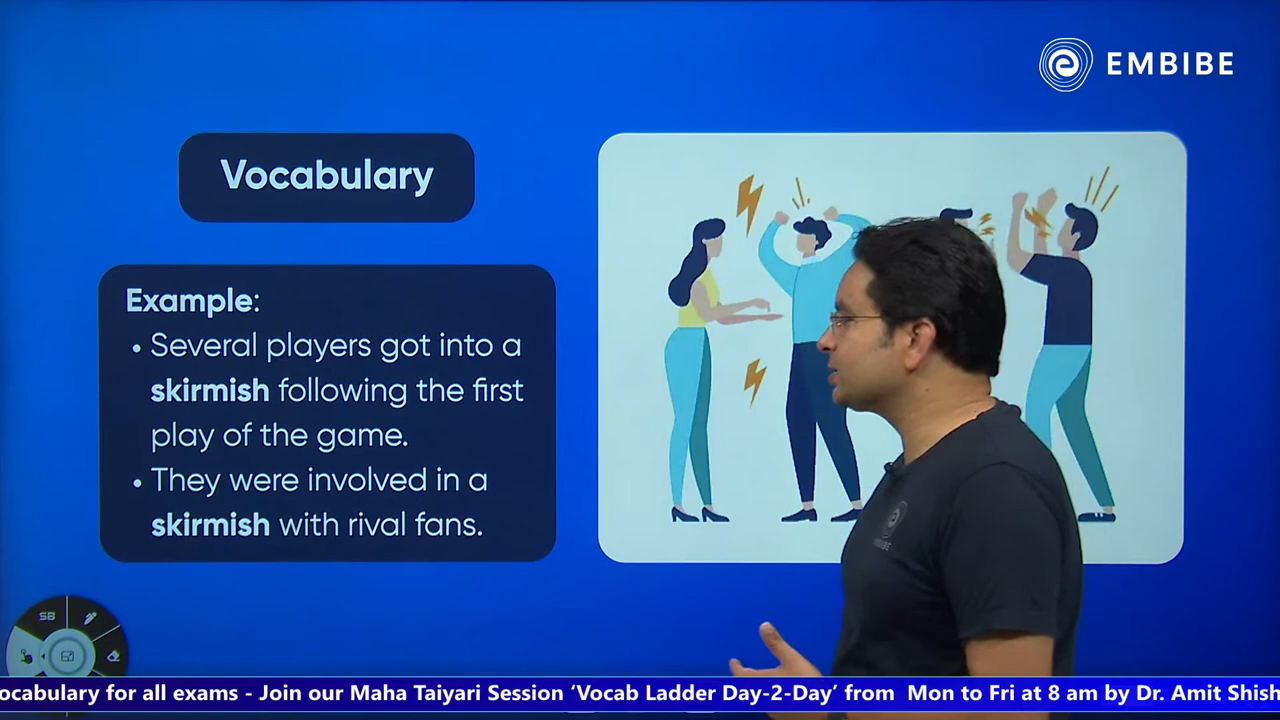 EMBIBE
Vocabulary
Example:
• Several players got into a
skirmish following the first
play of the game.
• They were involved in a
skirmish with rival fans.
SB
EMBIBE
ocabulary for all exams - Join our Maha Taiyari Session ‘Vocab Ladder Day-2-Day’ from Mon to Fri at 8 am by Dr. Amit Shish